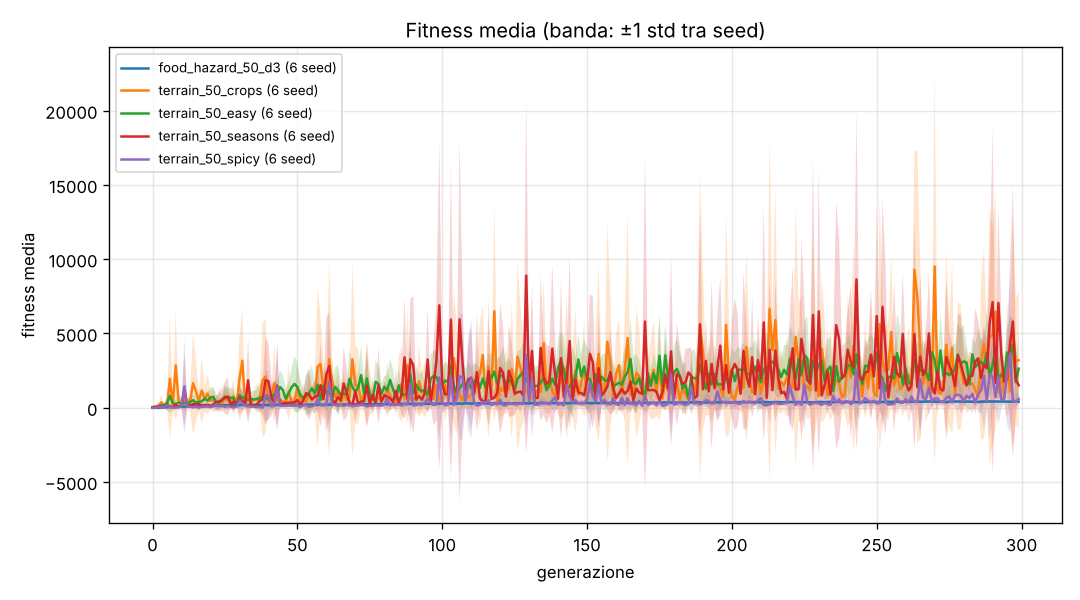 Fitness media (banda: ±1 std tra seed)
food_hazard_50_d3 (6 seed)
terrain_50_crops (6 seed)
terrain_50_easy (6 seed)
terrain_50_seasons (6 seed)
terrain_50_spicy (6 seed)
fitness media
20000
15000
10000
5000
0
−5000
0 50 100 150 200 250 300
generazione